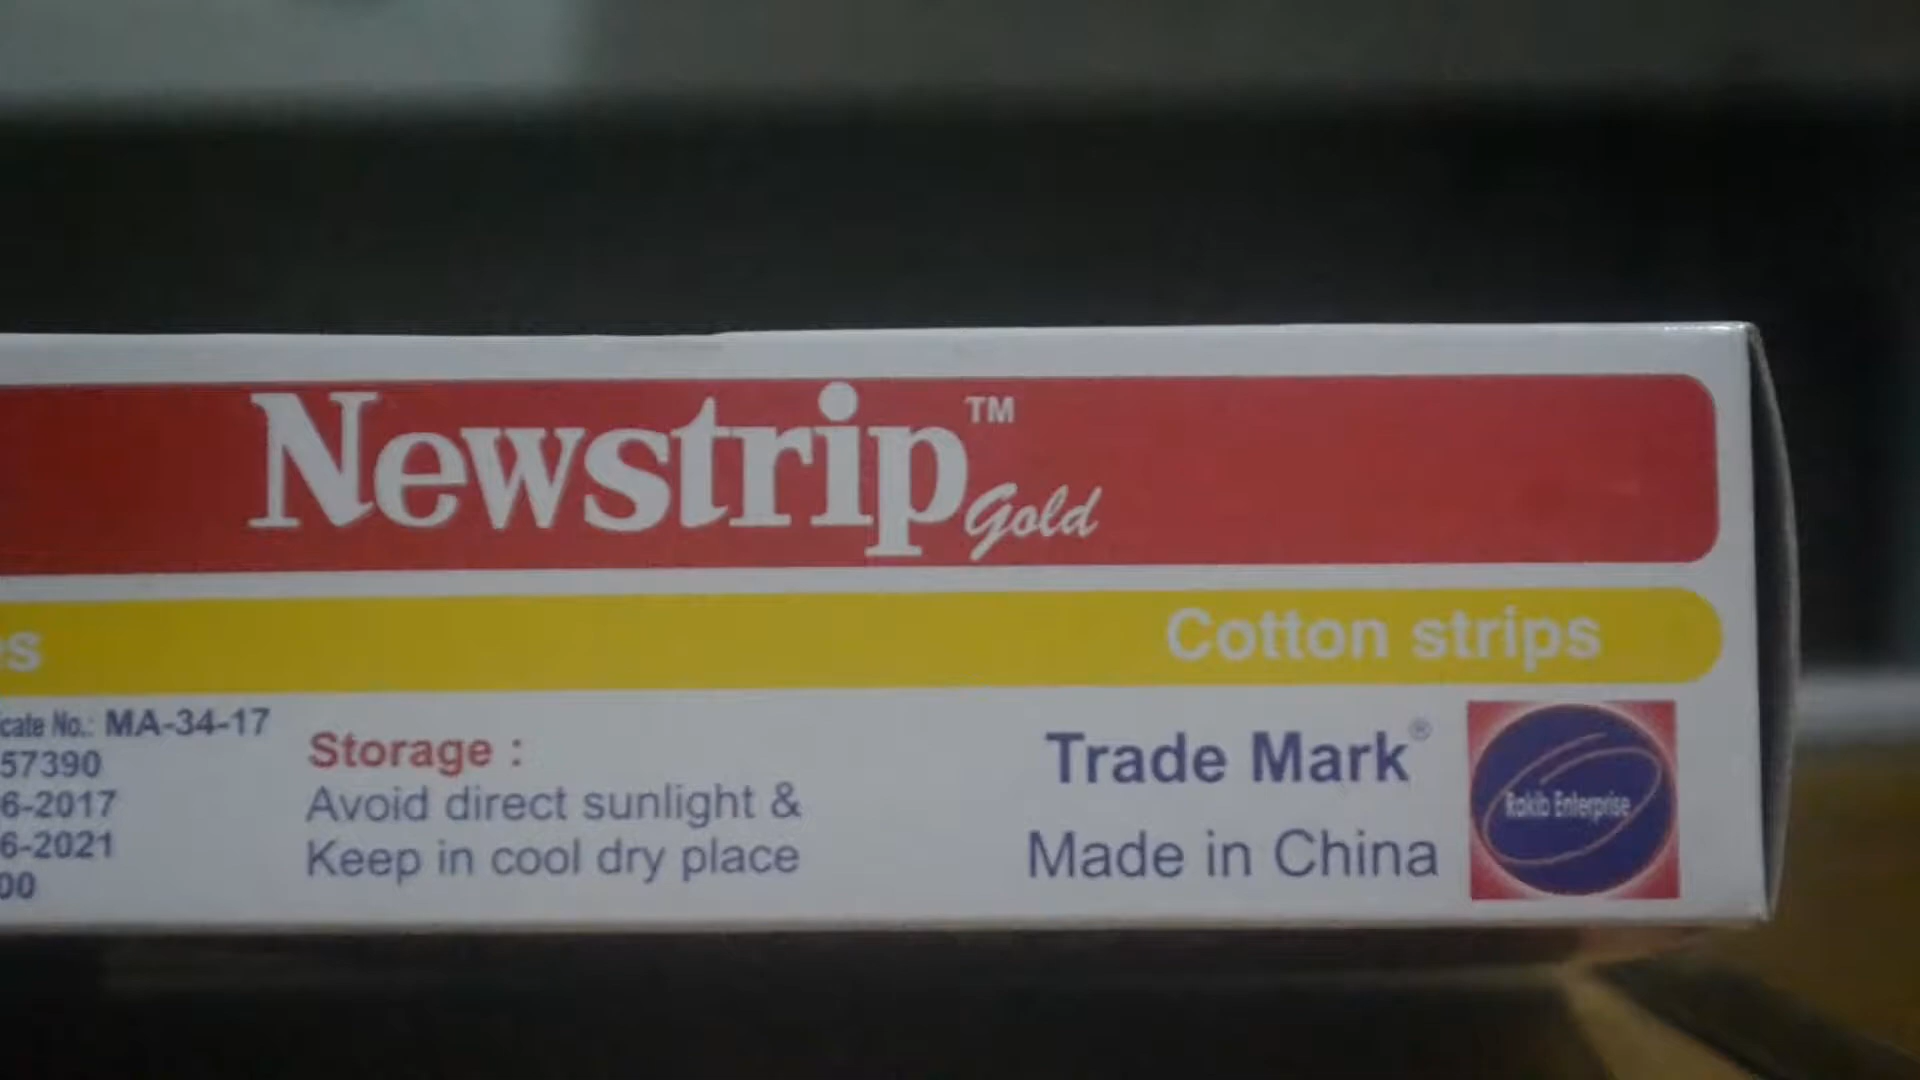 Newstrip™ Gold
es
Cotton strips
cate No.: MA-34-17
57390
6-2017
6-2021
00
Storage :
Avoid direct sunlight &
Keep in cool dry place
Trade Mark®
Made in China
Rakib Enterprise